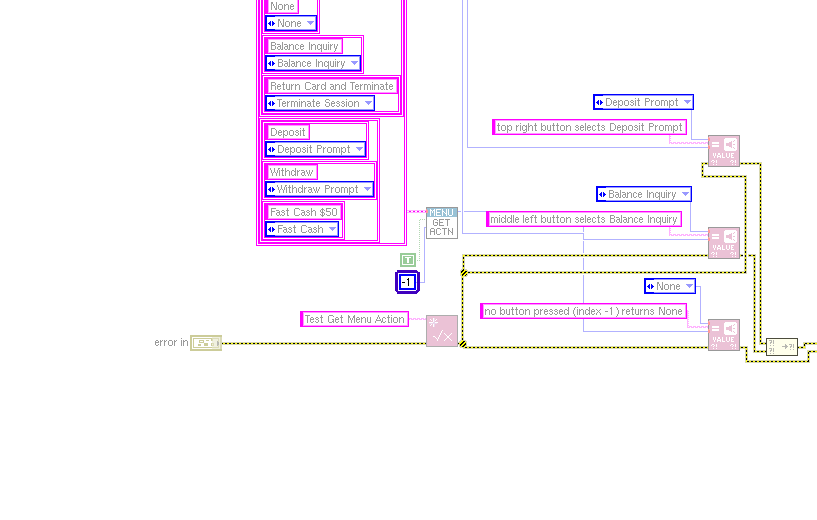 None
None
Balance Inquiry
Balance Inquiry
Return Card and Terminate
Terminate Session
Deposit
Deposit Prompt
Withdraw
Withdraw Prompt
Fast Cash $50
Fast Cash
MENU
GET
ACTN
T
-1
Test Get Menu Action
error in
Deposit Prompt
top right button selects Deposit Prompt
=
VALUE
?! ?!
Balance Inquiry
middle left button selects Balance Inquiry
=
VALUE
?! ?!
None
no button pressed (index -1) returns None
=
VALUE
?! ?!
* √x
?! ?! →?!